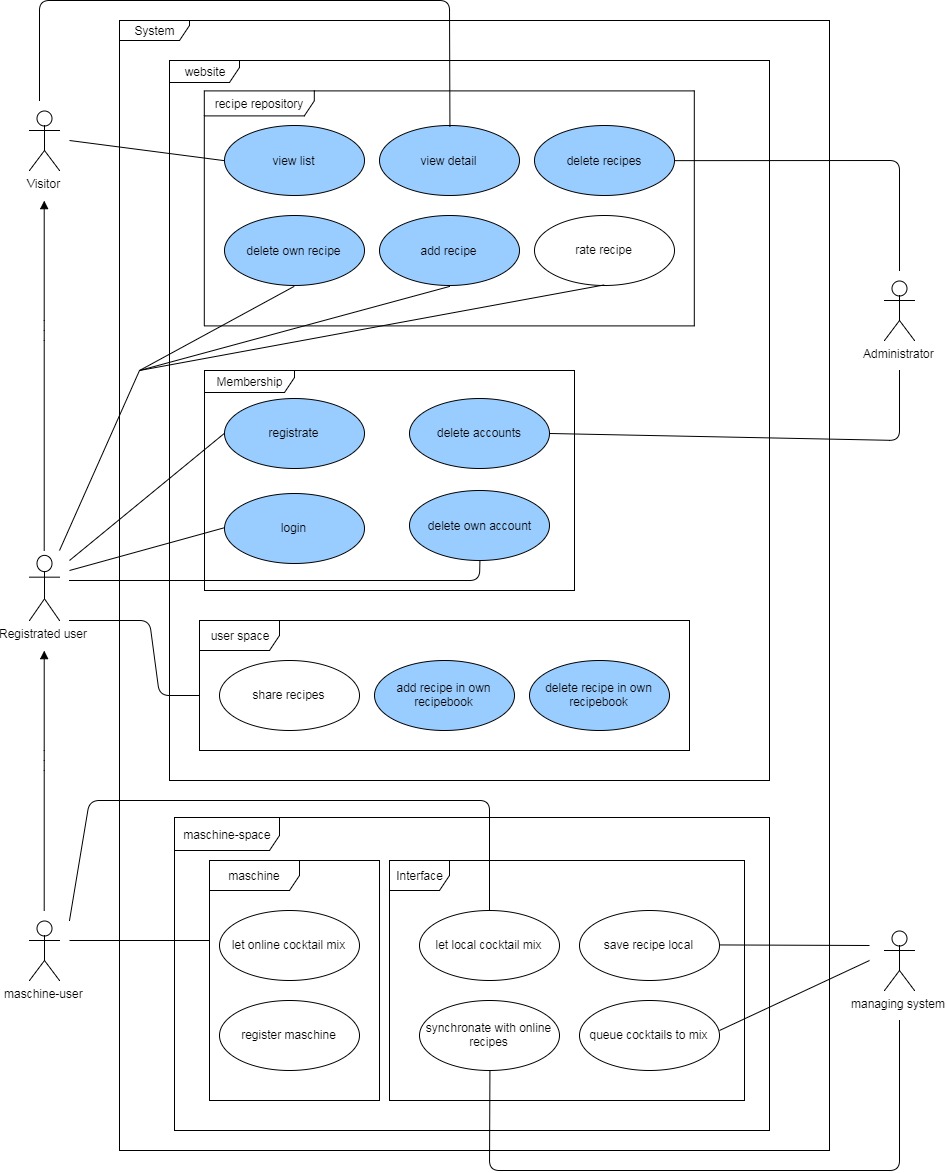 System
website
recipe repository
view list
view detail
delete recipes
Visitor
delete own recipe
add recipe
rate recipe
Administrator
Membership
registrate
delete accounts
login
delete own account
Registrated user
user space
share recipes
add recipe in own
recipebook
delete recipe in own
recipebook
maschine-space
maschine
Interface
let online cocktail mix
let local cocktail mix
save recipe local
maschine-user
managing system
register maschine
synchronate with online
recipes
queue cocktails to mix